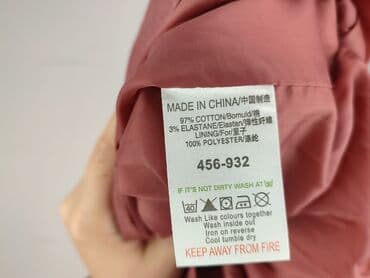 MADE IN CHINA/中国制造
97% COTTON/Bomuld/棉
3% ELASTANE/Elastan/弹性纤维
LINING/For/里子
100% POLYESTER/涤纶
456-932
IF IT'S NOT DIRTY WASH AT
40
Wash Like colours together
Wash inside out
Iron on reverse
Cool tumble dry
KEEP AWAY FROM FIRE